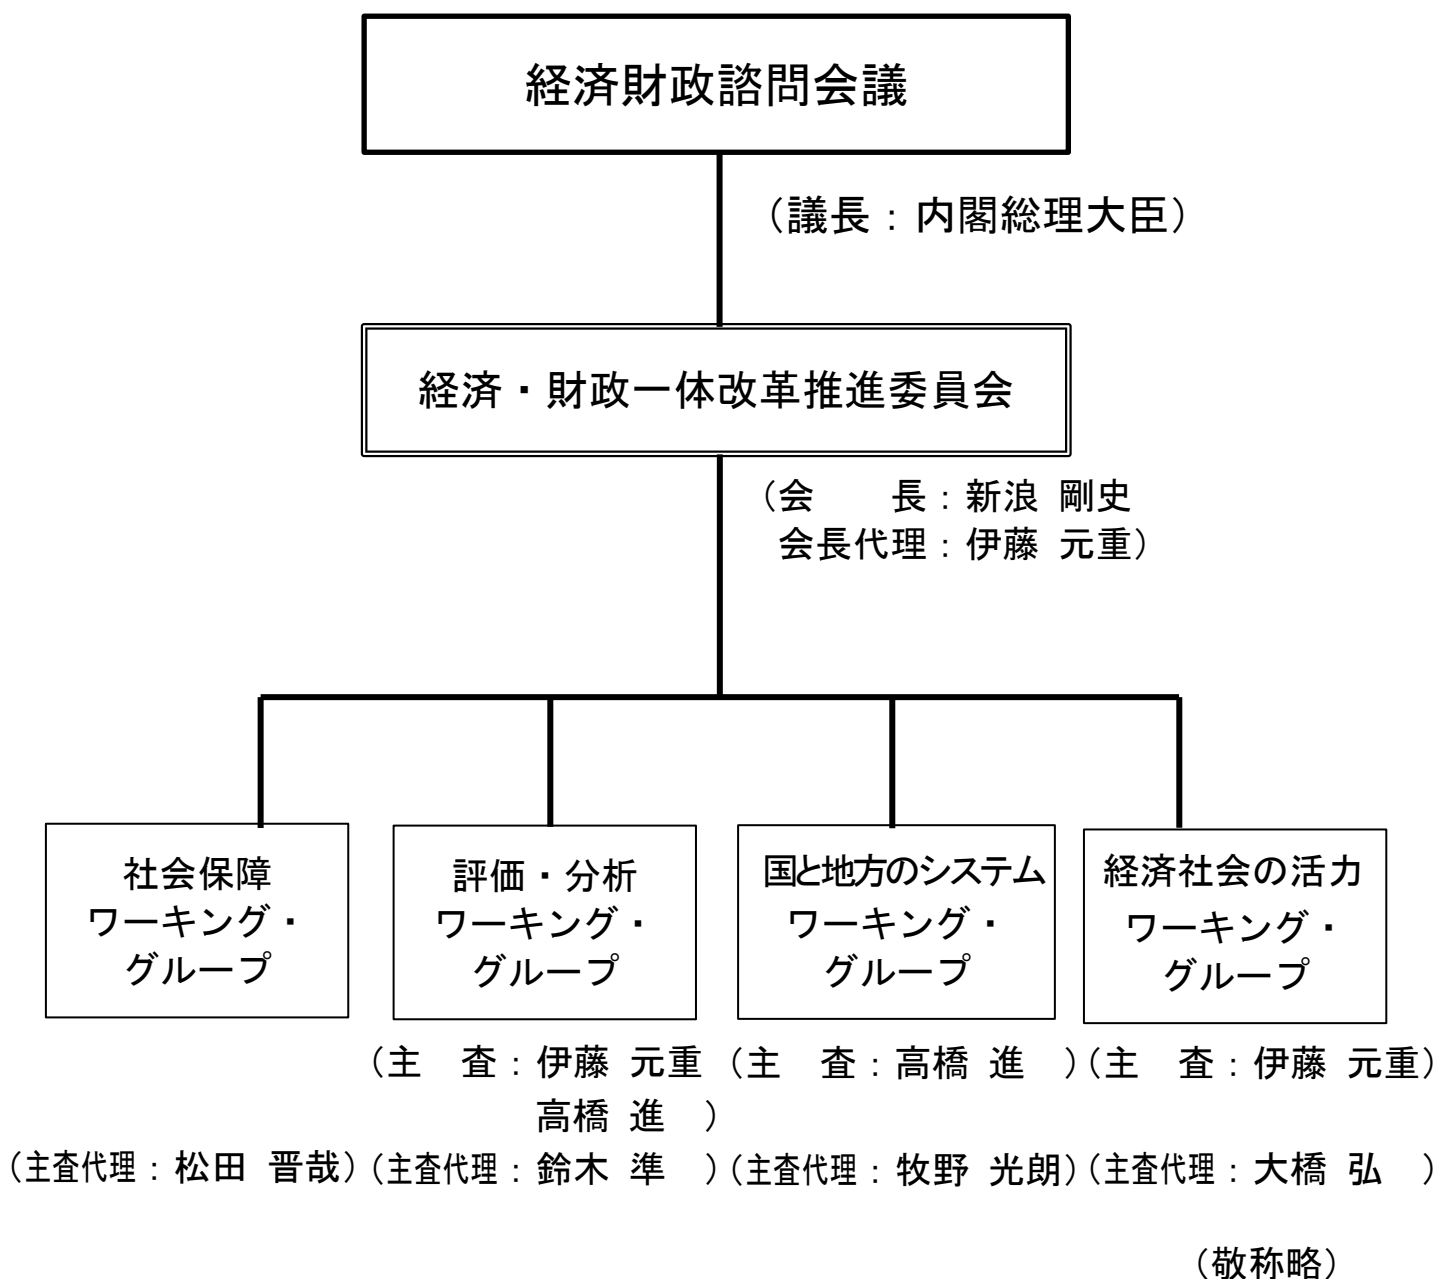 経済財政諮問会議
（議長：内閣総理大臣）
経済・財政一体改革推進委員会
（会　　長：新浪 剛史
会長代理：伊藤 元重）
社会保障
ワーキング・
グループ
評価・分析
ワーキング・
グループ
国と地方のシステム
ワーキング・
グループ
経済社会の活力
ワーキング・
グループ
（主　査：伊藤 元重
高橋 進　）
（主　査：高橋 進　）
（主　査：伊藤 元重）
（主査代理：松田 晋哉）
（主査代理：鈴木 準　）
（主査代理：牧野 光朗）
（主査代理：大橋 弘　）
（敬称略）